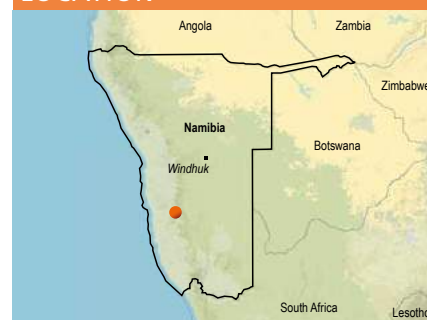 Angola
Zambia
Zimbabwe
Namibia
Botswana
Windhuk
South Africa
Lesotho